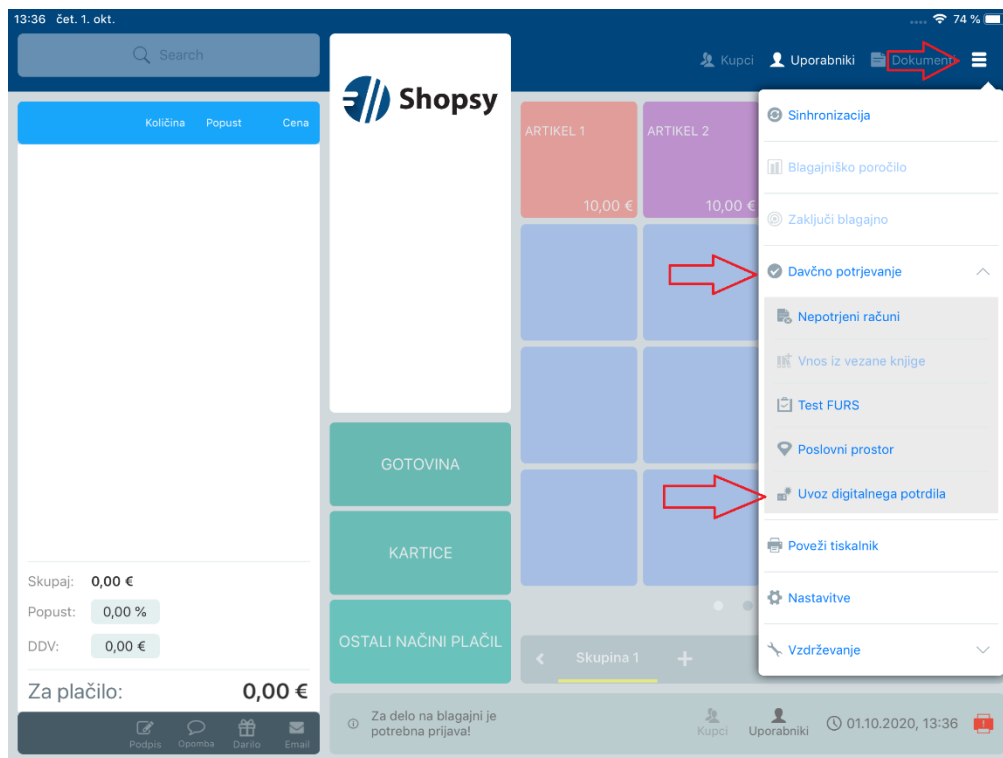 13:36 čet. 1. okt.
74 %
Search
Shopsy
Kupci
Uporabniki
Dokumenti
Količina Popust Cena
ARTIKEL 1
10,00 €
ARTIKEL 2
10,00 €
Sinhronizacija
Blagajniško poročilo
Zaključi blagajno
Davčno potrjevanje
Nepotrjeni računi
Vnos iz vezane knjige
Test FURS
Poslovni prostor
Uvoz digitalnega potrdila
Poveži tiskalnik
Nastavitve
Vzdrževanje
GOTOVINA
KARTICE
OSTALI NAČINI PLAČIL
Skupina 1
Skupaj: 0,00 €
Popust: 0,00 %
DDV: 0,00 €
Za plačilo: 0,00 €
Podpis Opomba Darilo Email
Za delo na blagajni je
potrebna prijava!
Kupci
Uporabniki
01.10.2020, 13:36